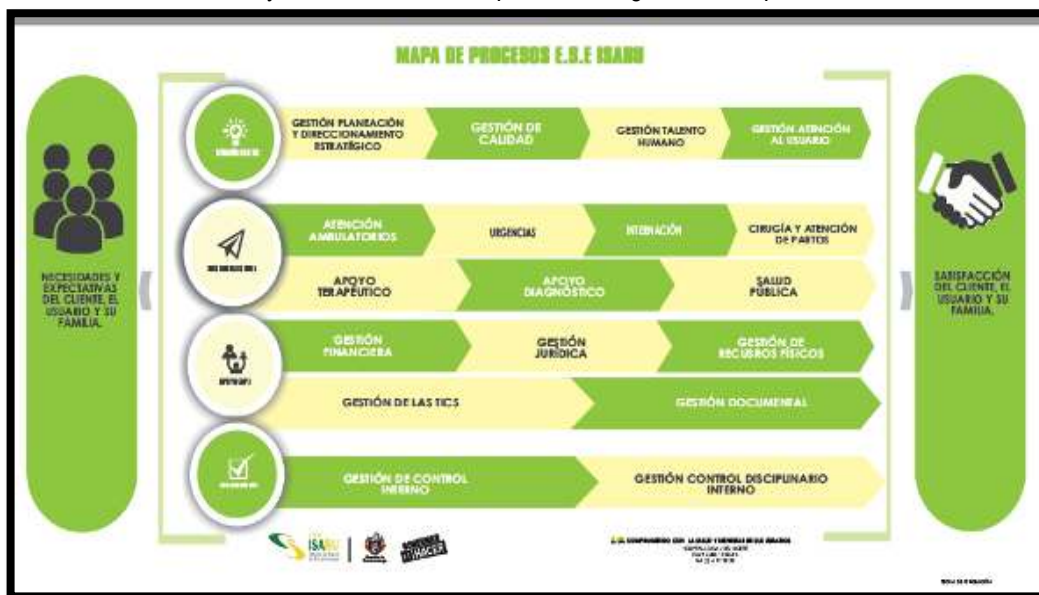 MAPA DE PROCESOS E.S.E ISABU
GESTIÓN PLANEACIÓN
Y DIRECCIONAMIENTO
ESTRATÉGICO
GESTIÓN DE
CALIDAD
GESTIÓN TALENTO
HUMANO
GESTIÓN ATENCIÓN
AL USUARIO
NECESIDADES Y
EXPECTATIVAS
DEL CLIENTE, EL
USUARIO Y SU
FAMILIA.
ATENCIÓN
AMBULATORIOS
URGENCIAS
INTERNACIÓN
CIRUGÍA Y ATENCIÓN
DE PARTOS
APOYO
TERAPEÚTICO
APOYO
DIAGNÓSTICO
SALUD
PÚBLICA
GESTIÓN
FINANCIERA
GESTIÓN
JURÍDICA
GESTIÓN DE
RECUSROS FÍSICOS
GESTIÓN DE LAS TICS
GESTIÓN DOCUMENTAL
GESTIÓN DE CONTROL
INTERNO
GESTIÓN CONTROL DISCIPLINARIO
INTERNO
SATISFACCIÓN
DEL CLIENTE, EL
USUARIO Y SU
FAMILIA.
ISABU